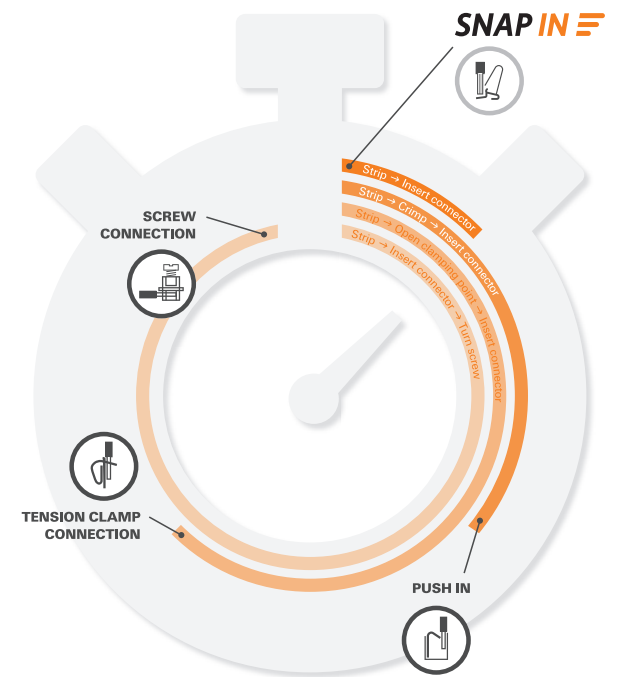 SNAP IN
Strip → Insert connector
Strip → Crimp → Insert connector
Strip → Open clamping point → Insert connector
Strip → Insert connector → Turn screw
SCREW
CONNECTION
TENSION CLAMP
CONNECTION
PUSH IN